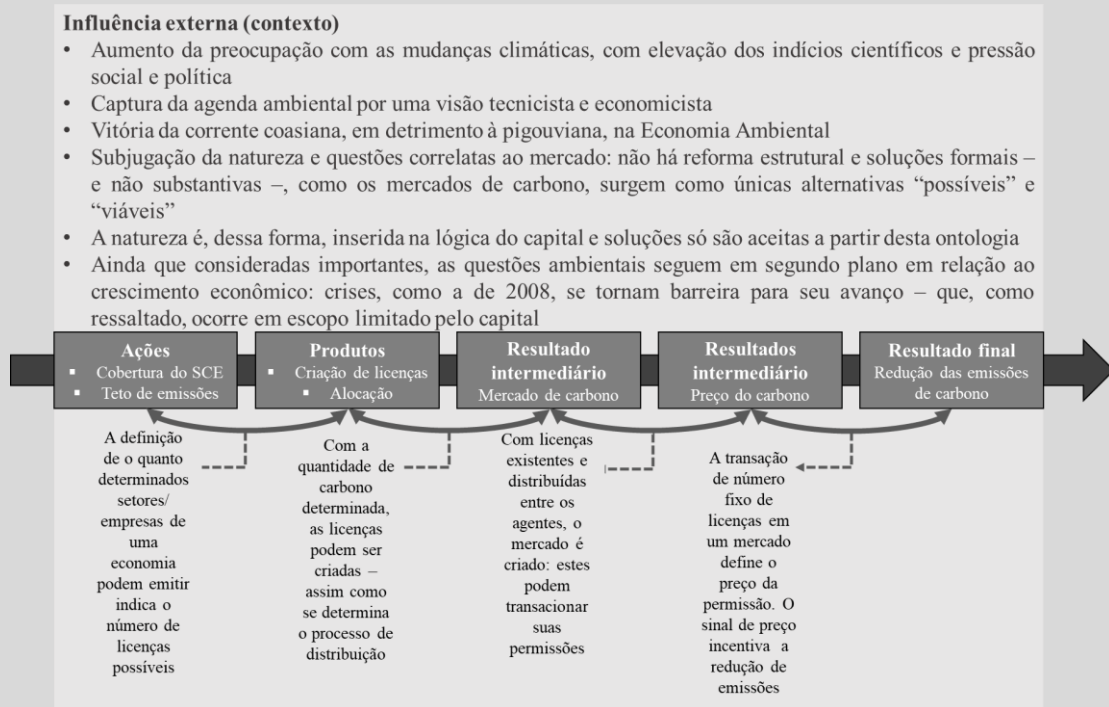 Influência externa (contexto)
• Aumento da preocupação com as mudanças climáticas, com elevação dos indícios científicos e pressão
social e política
• Captura da agenda ambiental por uma visão tecnicista e economicista
• Vitória da corrente coasiana, em detrimento à pigouviana, na Economia Ambiental
• Subjugação da natureza e questões correlatas ao mercado: não há reforma estrutural e soluções formais –
e não substantivas –, como os mercados de carbono, surgem como únicas alternativas “possíveis” e
“viáveis”
• A natureza é, dessa forma, inserida na lógica do capital e soluções só são aceitas a partir desta ontologia
• Ainda que consideradas importantes, as questões ambientais seguem em segundo plano em relação ao
crescimento econômico: crises, como a de 2008, se tornam barreira para seu avanço – que, como
ressaltado, ocorre em escopo limitado pelo capital
Ações
▪ Cobertura do SCE
▪ Teto de emissões
Produtos
▪ Criação de licenças
▪ Alocação
Resultado
intermediário
Mercado de carbono
Resultados
intermediário
Preço do carbono
Resultado final
Redução das emissões
de carbono
A definição
de o quanto
determinados
setores/
empresas de
uma
economia
podem emitir
indica o
número de
licenças
possíveis
Com a
quantidade de
carbono
determinada,
as licenças
podem ser
criadas –
assim como
se determina
o processo de
distribuição
Com licenças
existentes e
distribuídas
entre os
agentes, o
mercado é
criado: estes
podem
transacionar
suas
permissões
A transação
de número
fixo de
licenças em
um mercado
define o
preço da
permissão. O
sinal de preço
incentiva a
redução de
emissões